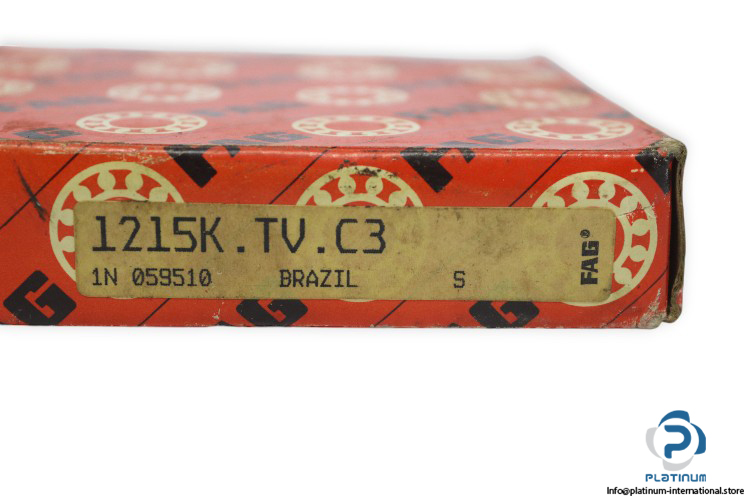 1215K.TV.C3
1N 059510 BRAZIL S
FAG®
PLATINUM
Info@platinum-international.store